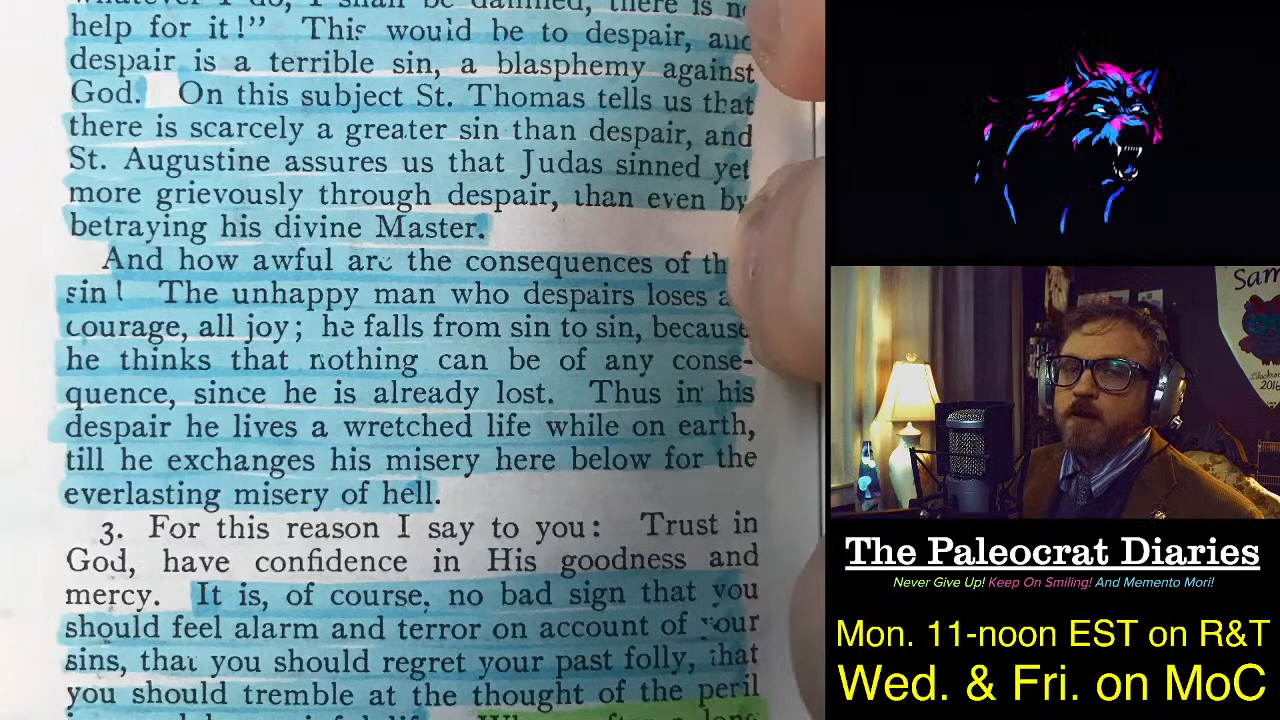 whatever I do, I shall be damned, there is
help for it!" This would be to despair, and
despair is a terrible sin, a blasphemy against
God. On this subject St. Thomas tells us that
there is scarcely a greater sin than despair, and
St. Augustine assures us that Judas sinned yet
more grievously through despair, than even by
betraying his divine Master.
And how awful are the consequences of
sin! The unhappy man who despairs loses
courage, all joy; he falls from sin to sin, because
he thinks that nothing can be of any conse-
quence, since he is already lost. Thus in his
despair he lives a wretched life while on earth,
till he exchanges his misery here below for the
everlasting misery of hell.
3. For this reason I say to you: Trust in
God, have confidence in His goodness and
mercy. It is, of course, no bad sign that you
should feel alarm and terror on account of your
sins, that you should regret your past folly, that
you should tremble at the thought of the peril
Sam
2016
The Paleocrat Diaries
Never Give Up! Keep On Smiling! And Memento Mori!
Mon. 11-noon EST on R&T
Wed. & Fri. on MoC